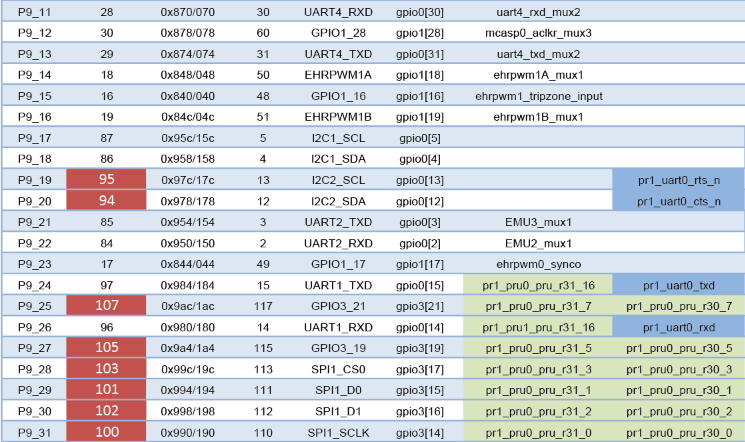 P9_11 28 0x870/070 30 UART4_RXD gpio0[30] uart4_rxd_mux2
P9_12 30 0x878/078 60 GPIO1_28 gpio1[28] mcasp0_aclkr_mux3
P9_13 29 0x874/074 31 UART4_TXD gpio0[31] uart4_txd_mux2
P9_14 18 0x848/048 50 EHRPWM1A gpio1[18] ehrpwm1A_mux1
P9_15 16 0x840/040 48 GPIO1_16 gpio1[16] ehrpwm1_tripzone_input
P9_16 19 0x84c/04c 51 EHRPWM1B gpio1[19] ehrpwm1B_mux1
P9_17 87 0x95c/15c 5 I2C1_SCL gpio0[5]
P9_18 86 0x958/158 4 I2C1_SDA gpio0[4]
P9_19 95 0x97c/17c 13 I2C2_SCL gpio0[13] pr1_uart0_rts_n
P9_20 94 0x978/178 12 I2C2_SDA gpio0[12] pr1_uart0_cts_n
P9_21 85 0x954/154 3 UART2_TXD gpio0[3] EMU3_mux1
P9_22 84 0x950/150 2 UART2_RXD gpio0[2] EMU2_mux1
P9_23 17 0x844/044 49 GPIO1_17 gpio1[17] ehrpwm0_synco
P9_24 97 0x984/184 15 UART1_TXD gpio0[15] pr1_pru0_pru_r31_16 pr1_uart0_txd
P9_25 107 0x9ac/1ac 117 GPIO3_21 gpio3[21] pr1_pru0_pru_r31_7 pr1_pru0_pru_r30_7
P9_26 96 0x980/180 14 UART1_RXD gpio0[14] pr1_pru1_pru_r31_16 pr1_uart0_rxd
P9_27 105 0x9a4/1a4 115 GPIO3_19 gpio3[19] pr1_pru0_pru_r31_5 pr1_pru0_pru_r30_5
P9_28 103 0x99c/19c 113 SPI1_CS0 gpio3[17] pr1_pru0_pru_r31_3 pr1_pru0_pru_r30_3
P9_29 101 0x994/194 111 SPI1_D0 gpio3[15] pr1_pru0_pru_r31_1 pr1_pru0_pru_r30_1
P9_30 102 0x998/198 112 SPI1_D1 gpio3[16] pr1_pru0_pru_r31_2 pr1_pru0_pru_r30_2
P9_31 100 0x990/190 110 SPI1_SCLK gpio3[14] pr1_pru0_pru_r31_0 pr1_pru0_pru_r30_0